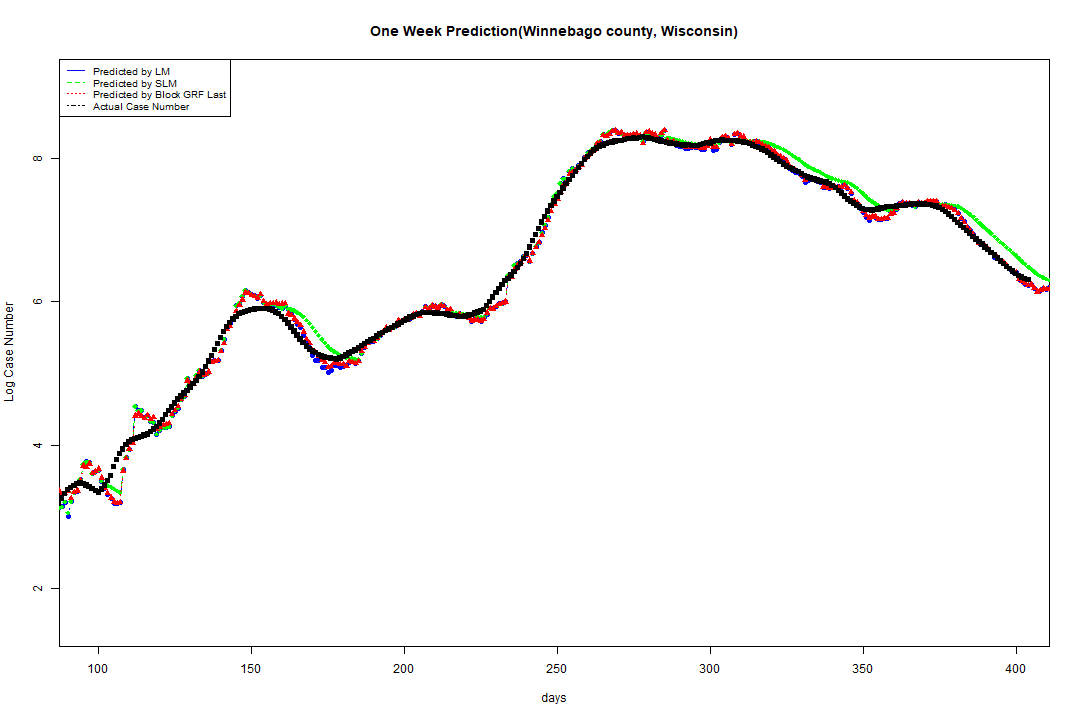 One Week Prediction(Winnebago county, Wisconsin)
Predicted by LM
Predicted by SLM
Predicted by Block GRF Last
Actual Case Number
8
6
4
2
Log Case Number
100 150 200 250 300 350 400
days